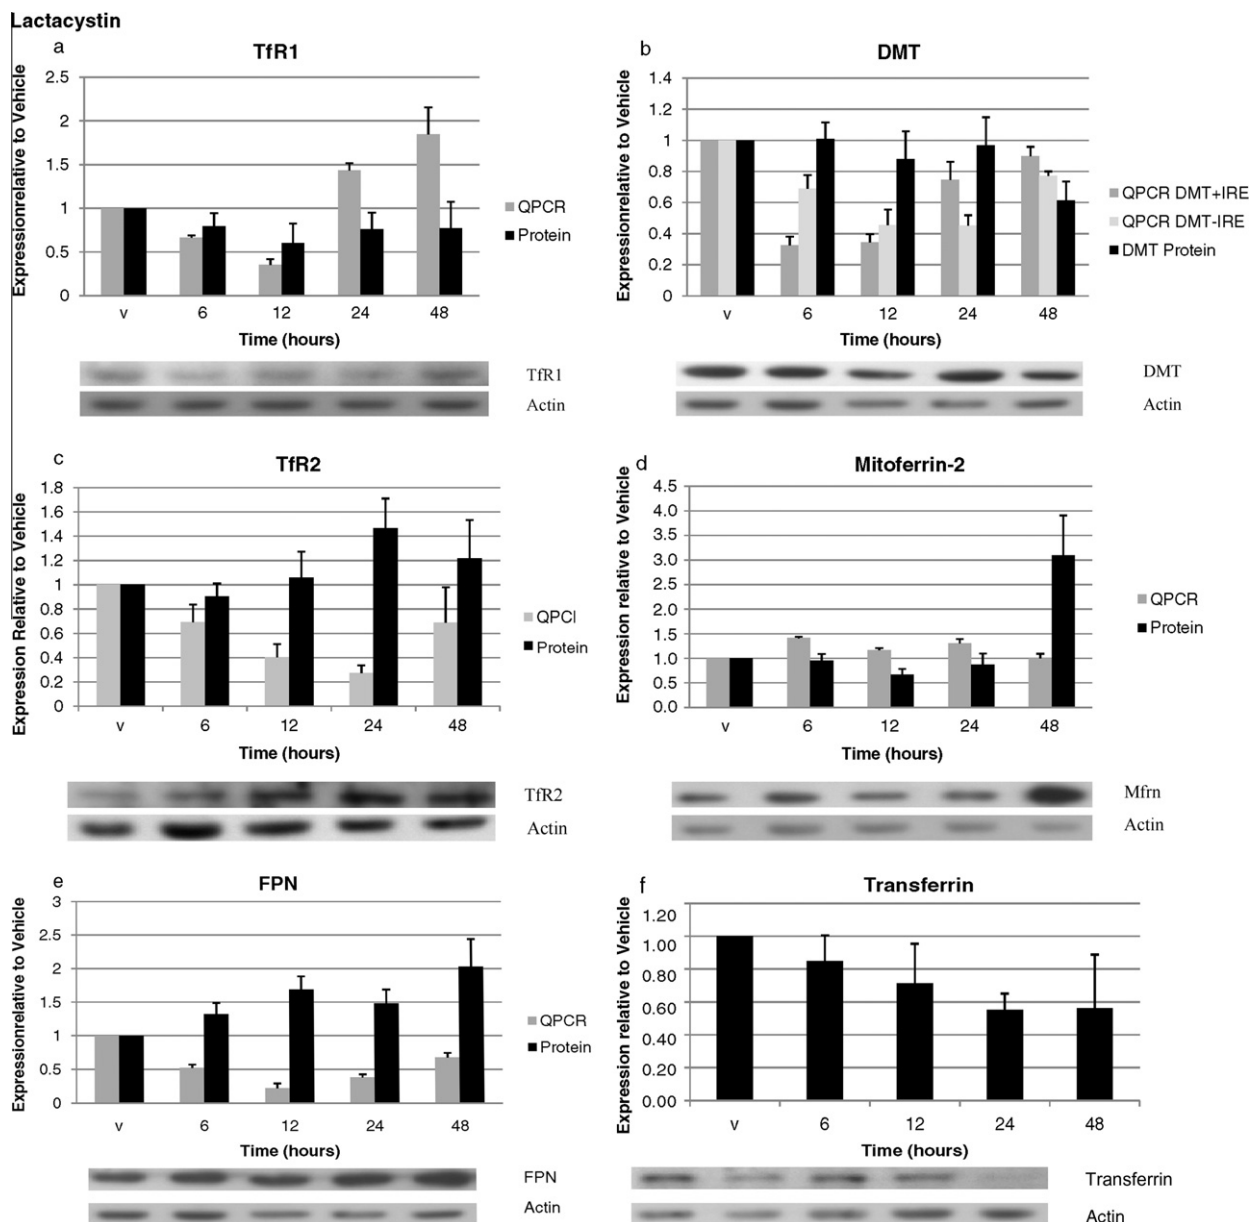 Lactacystin
a
TfR1
Expressionrelative to Vehicle
2.5
2
1.5
1
0.5
0
v 6 12 24 48
Time (hours)
QPCR
Protein
TfR1
Actin
b
DMT
Expressionrelative to Vehicle
1.4
1.2
1
0.8
0.6
0.4
0.2
0
v 6 12 24 48
Time (hours)
QPCR DMT+IRE
QPCR DMT-IRE
DMT Protein
DMT
Actin
c
TfR2
Expression Relative to Vehicle
1.8
1.6
1.4
1.2
1
0.8
0.6
0.4
0.2
0
v 6 12 24 48
Time (hours)
QPCI
Protein
TfR2
Actin
d
Mitoferrin-2
Expression relative to Vehicle
4.5
4.0
3.5
3.0
2.5
2.0
1.5
1.0
0.5
0.0
v 6 12 24 48
Time (hours)
QPCR
Protein
Mfrn
Actin
e
FPN
Expressionrelative to Vehicle
3
2.5
2
1.5
1
0.5
0
v 6 12 24 48
Time (hours)
QPCR
Protein
FPN
Actin
f
Transferrin
Expression relative to Vehicle
1.20
1.00
0.80
0.60
0.40
0.20
0.00
v 6 12 24 48
Time (hours)
Transferrin
Actin